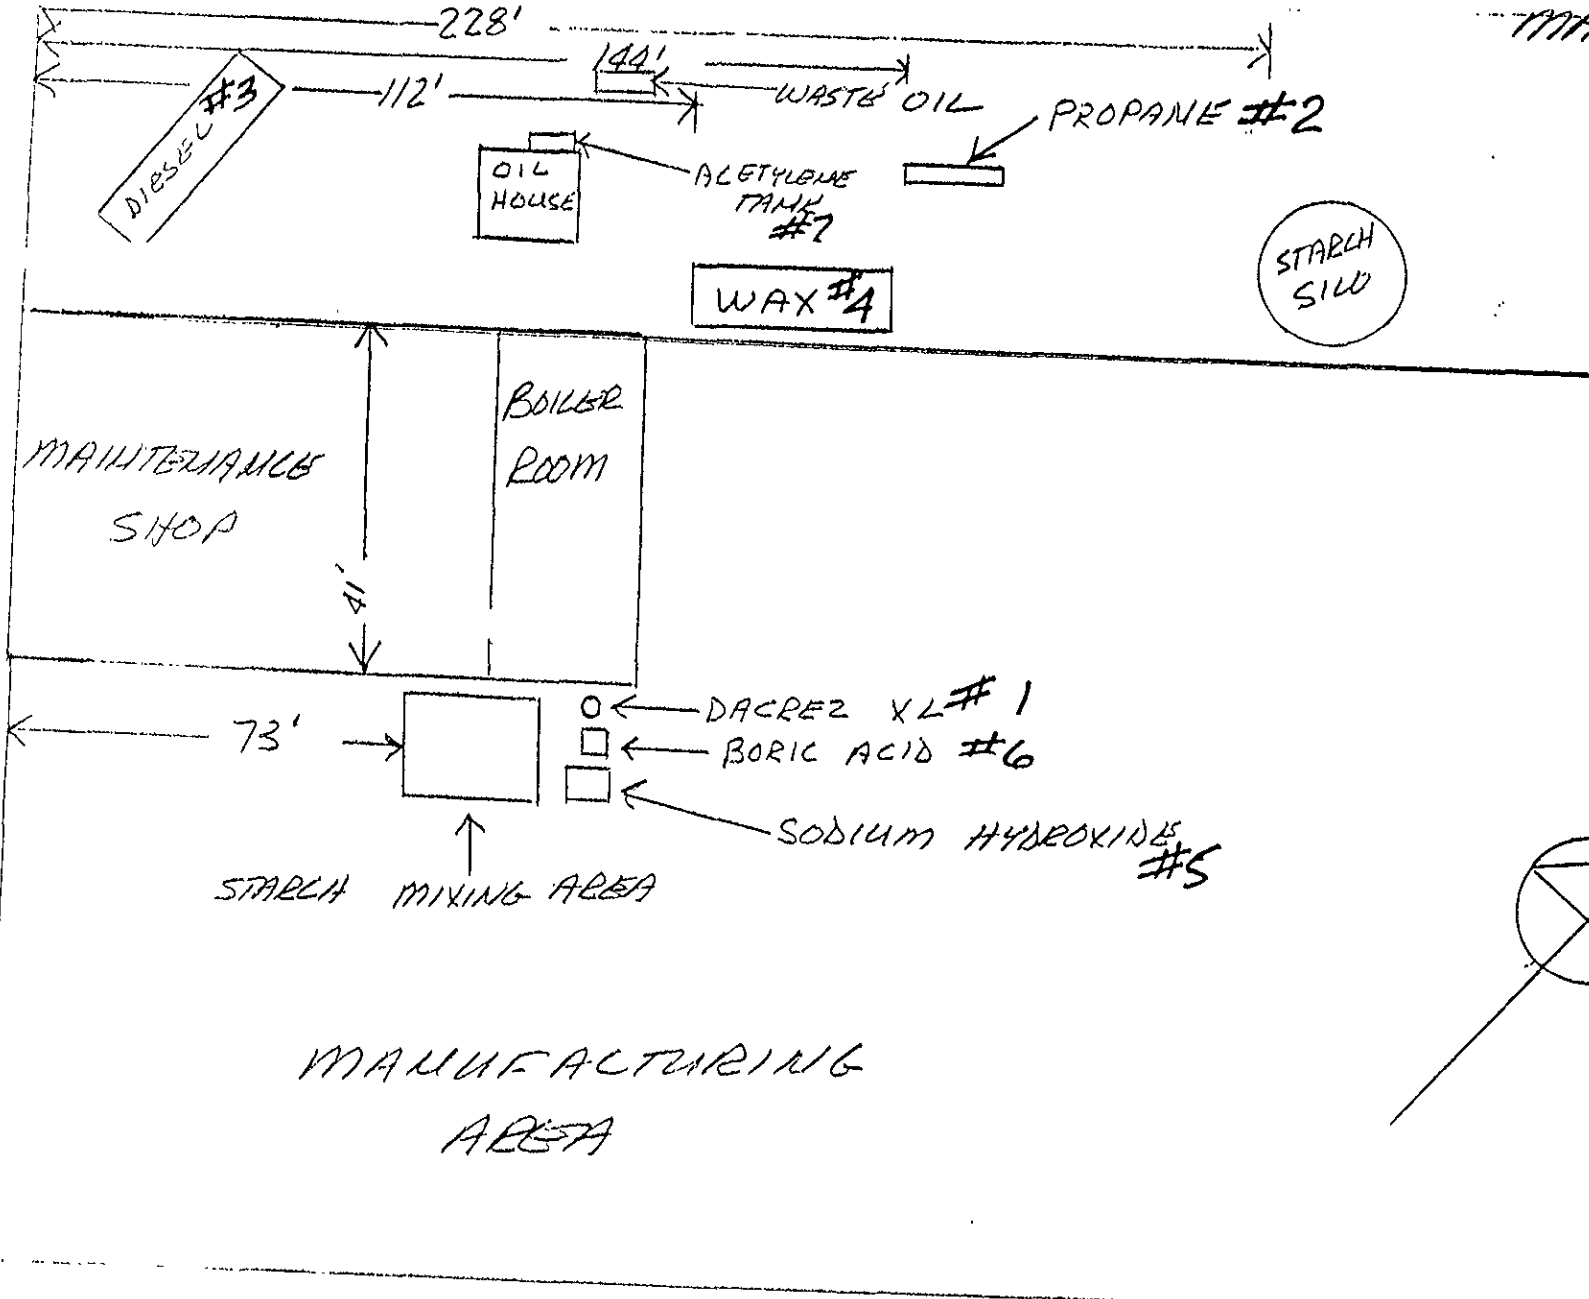 228'
MA
144'
#3
112'
WASTE OIL
PROPANE #2
DIESEL
OIL
HOUSE
ACETYLENE
TANK
#7
STARCH
SILO
WAX #4
BOILER
ROOM
MAINTENANCE
SHOP
41'
DACREZ XL #1
73'
BORIC ACID #6
SODIUM HYDROXIDE
#5
STARCH MIXING AREA
MANUFACTURING
AREA